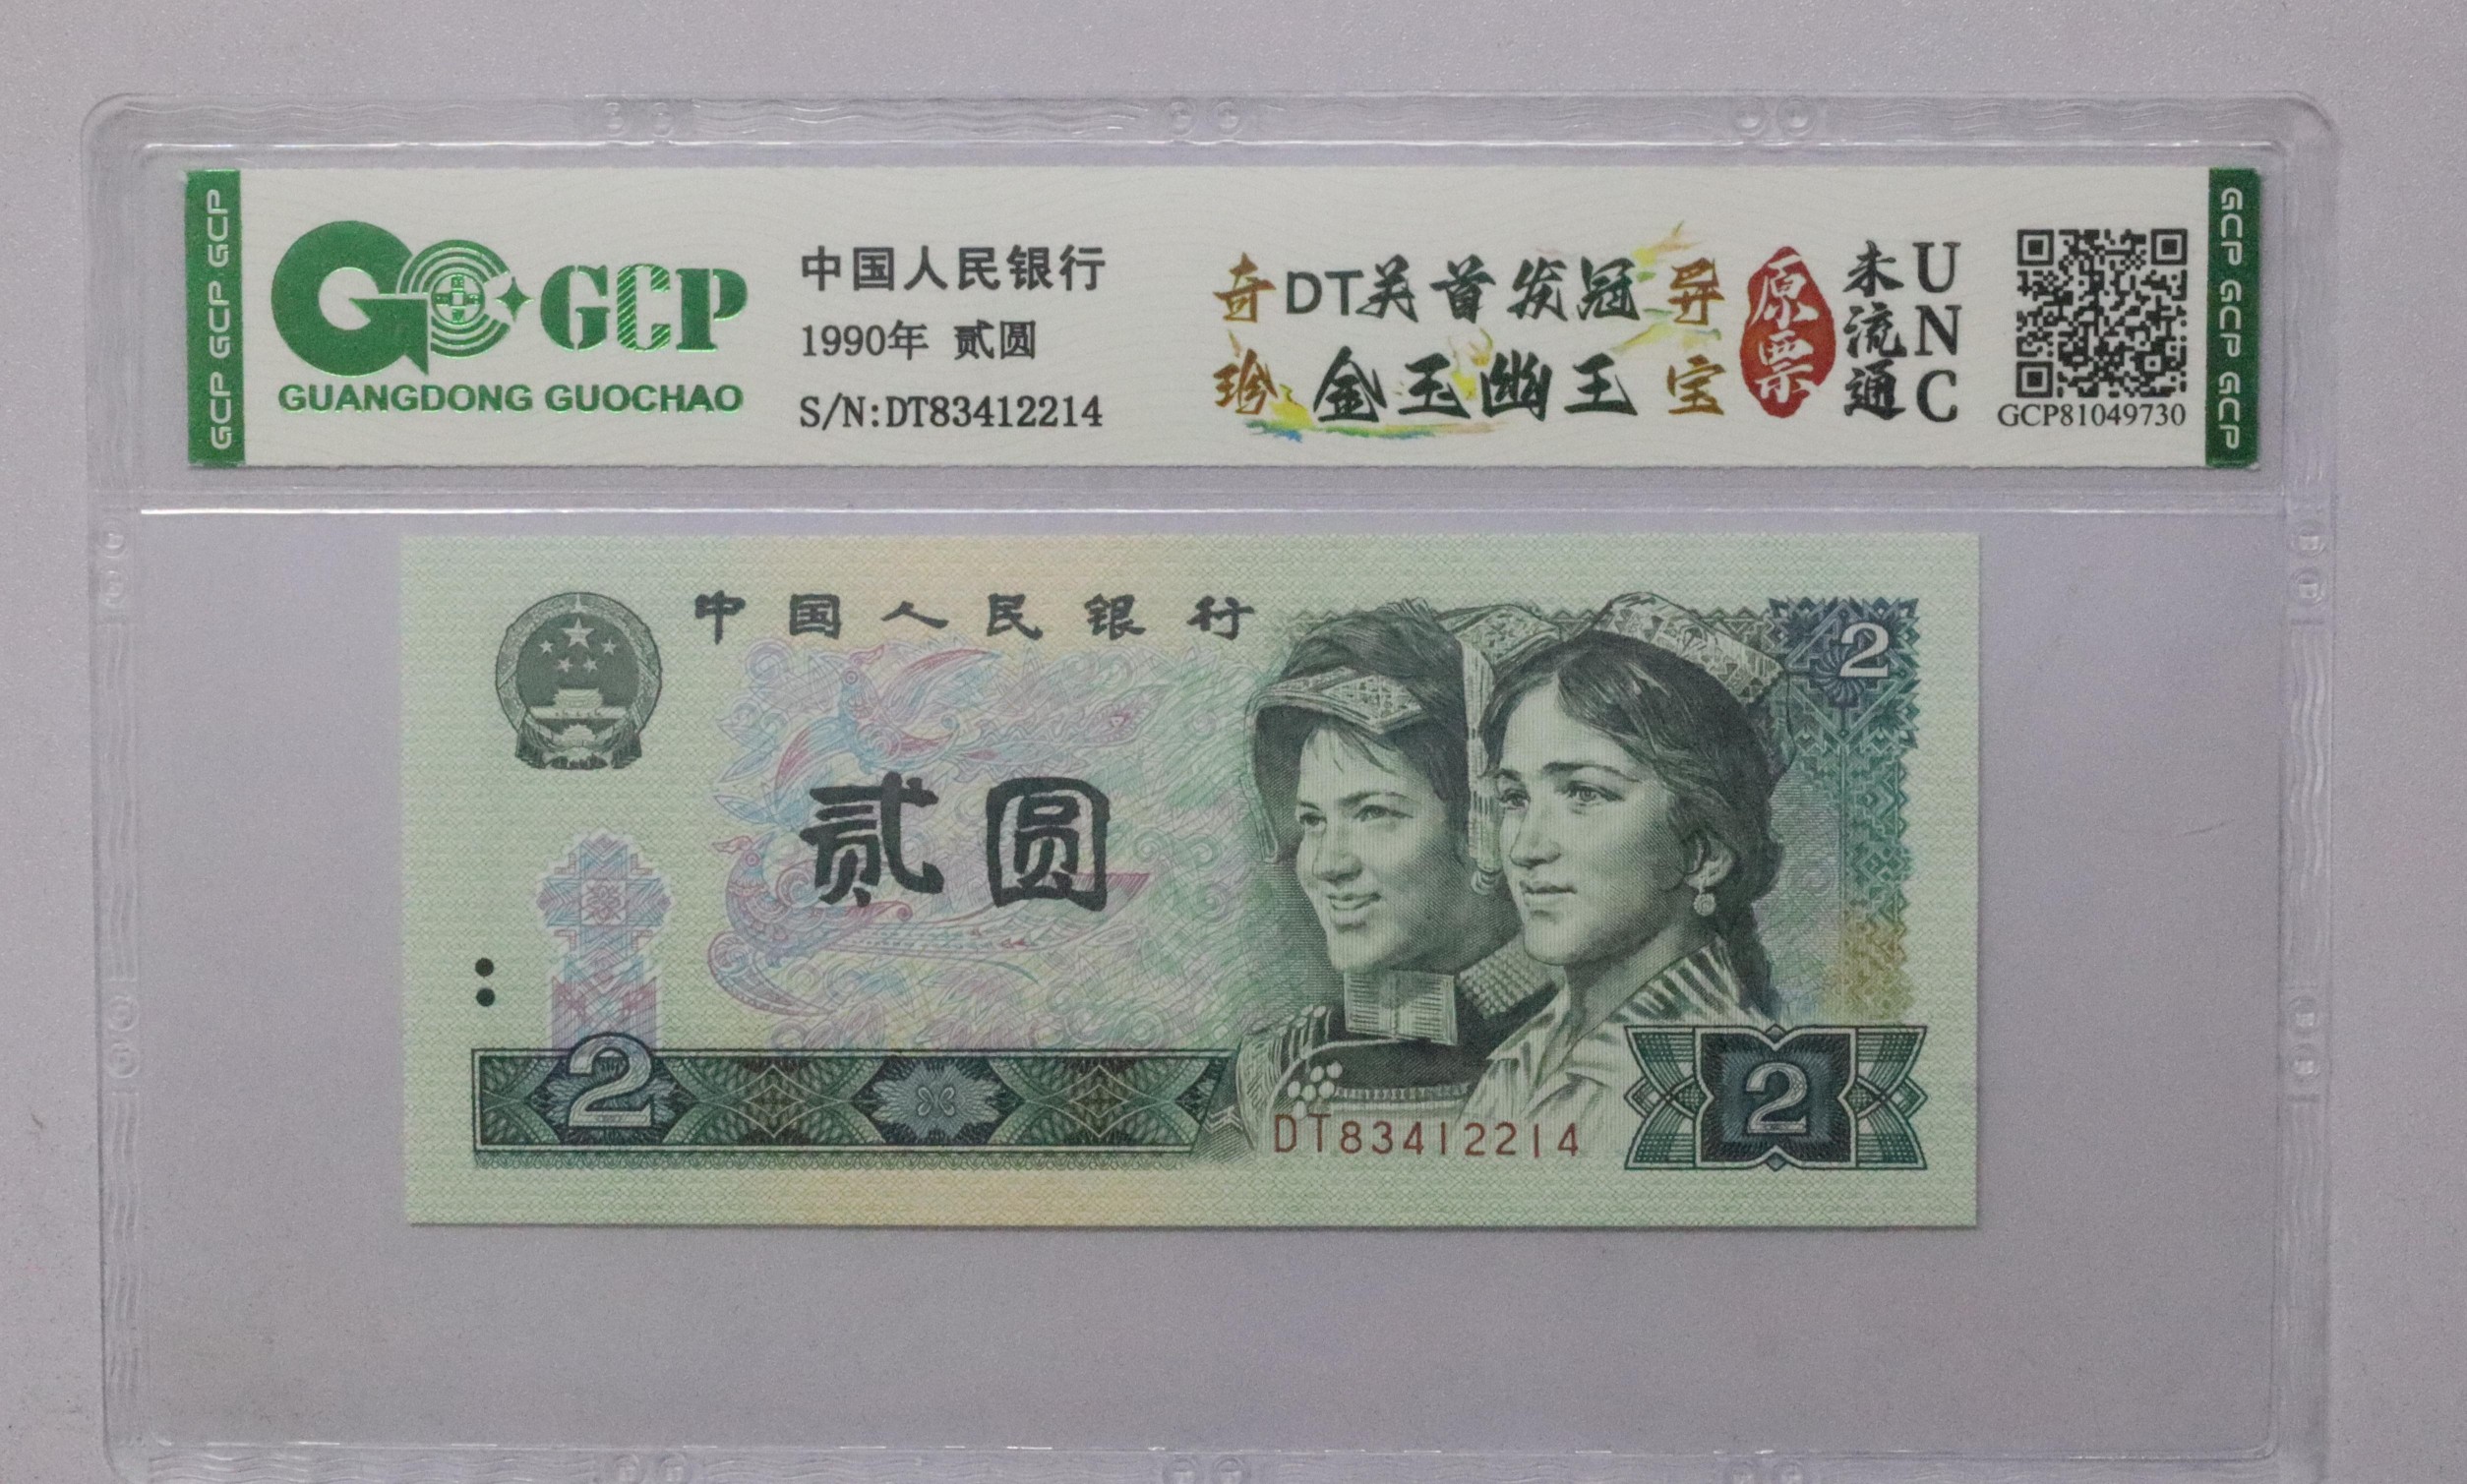 GCP GCP GCP
GCP
GUANGDONG GUOCHAO
中国人民银行
1990年 贰圆
S/N:DT83412214
奇珍
DT关首发冠
金玉幽王
异宝
原票
未流通
UNC
GCP81049730
GCP GCP GCP
中国人民银行
2
贰圆
2
DT83412214
2